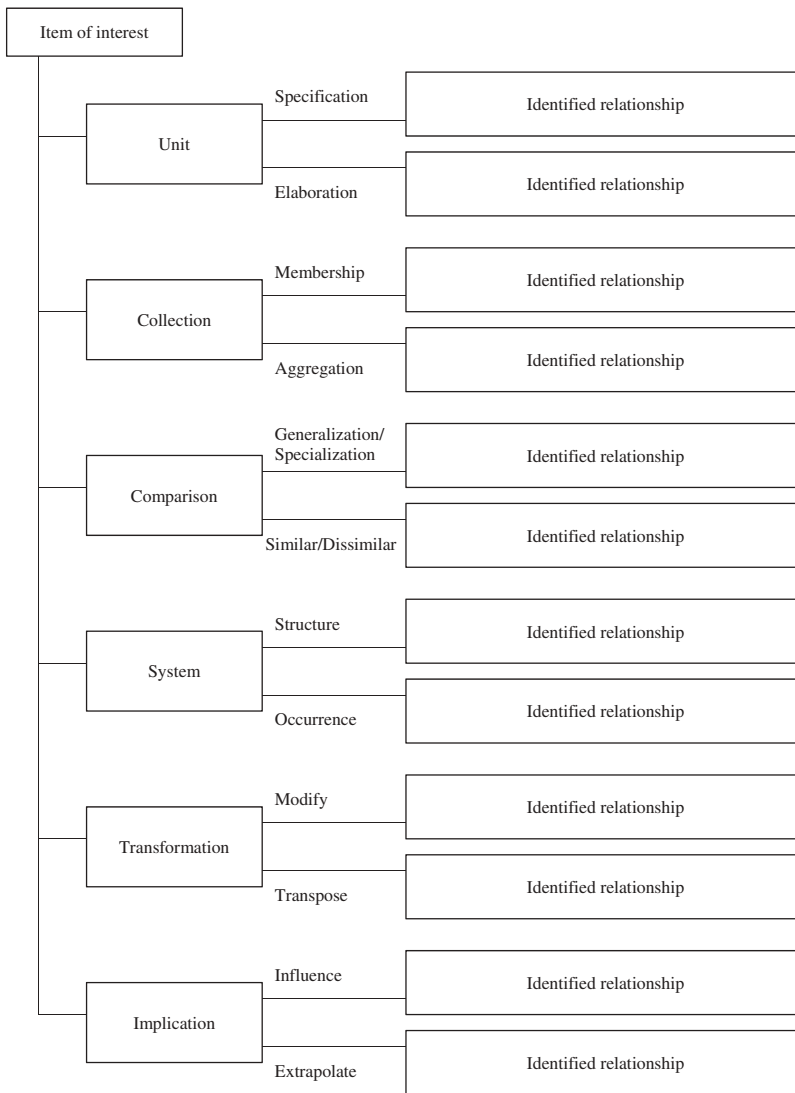 Item of interest
Specification
Identified relationship
Unit
Elaboration
Identified relationship
Membership
Identified relationship
Collection
Aggregation
Identified relationship
Generalization/
Specialization
Identified relationship
Comparison
Similar/Dissimilar
Identified relationship
Structure
Identified relationship
System
Occurrence
Identified relationship
Modify
Identified relationship
Transformation
Transpose
Identified relationship
Influence
Identified relationship
Implication
Extrapolate
Identified relationship